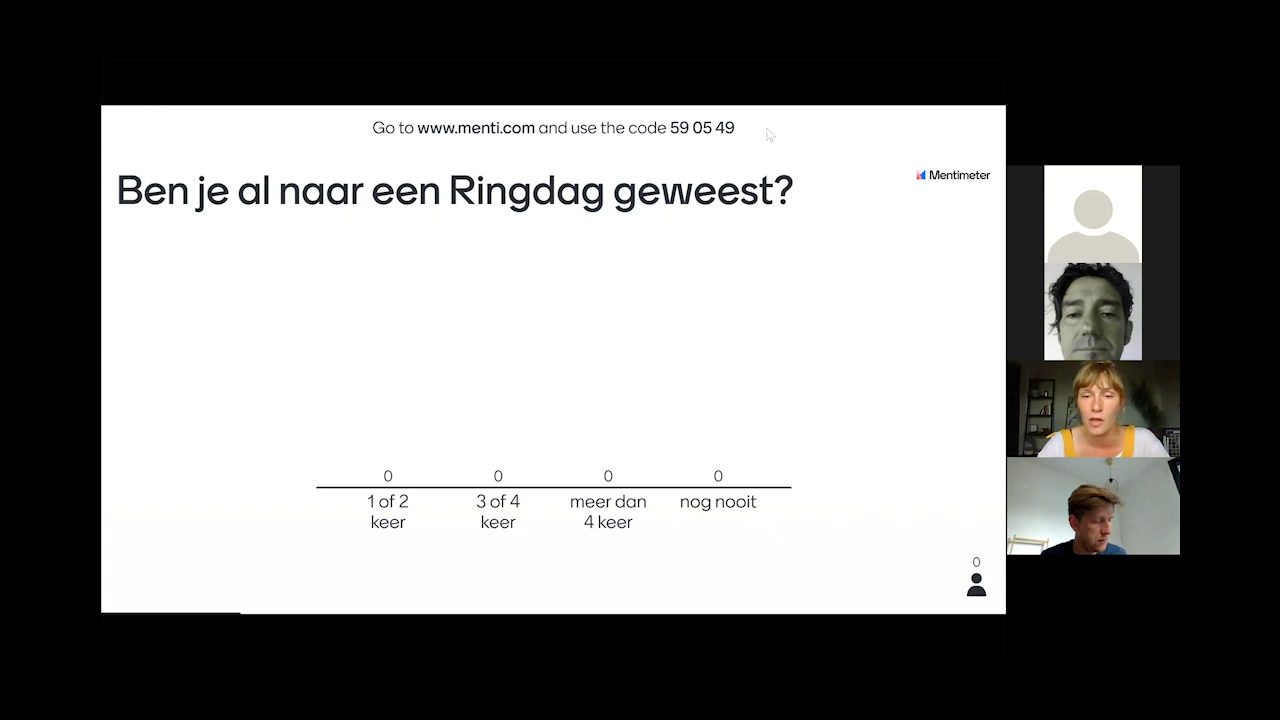 Go to www.menti.com and use the code 59 05 49
Mentimeter
Ben je al naar een Ringdag geweest?
0
0
0
0
1 of 2
keer
3 of 4
keer
meer dan
4 keer
nog nooit
0